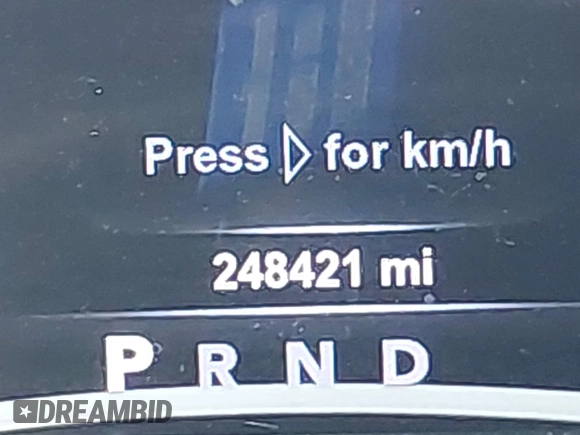 Press ▷ for km/h
248421 mi
P R N D
DREAMBID